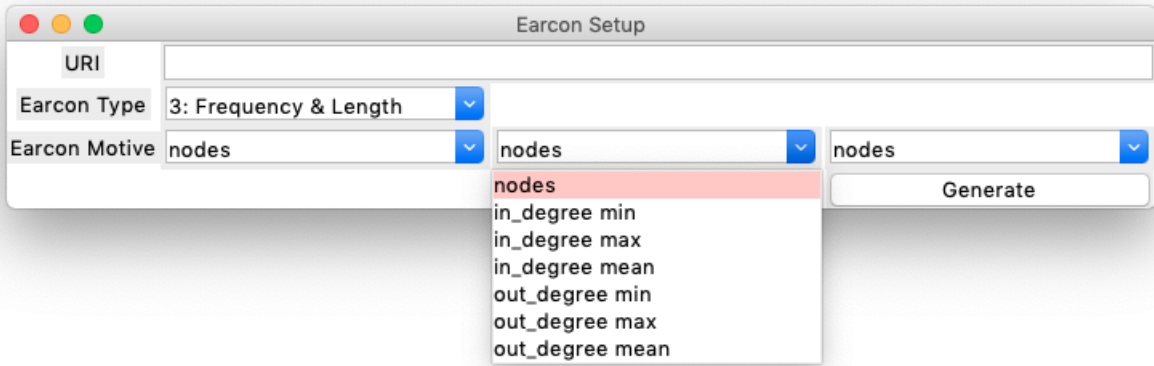 Earcon Setup
URI
Earcon Type 3: Frequency & Length
Earcon Motive nodes nodes nodes
nodes
Generate
in_degree min
in_degree max
in_degree mean
out_degree min
out_degree max
out_degree mean